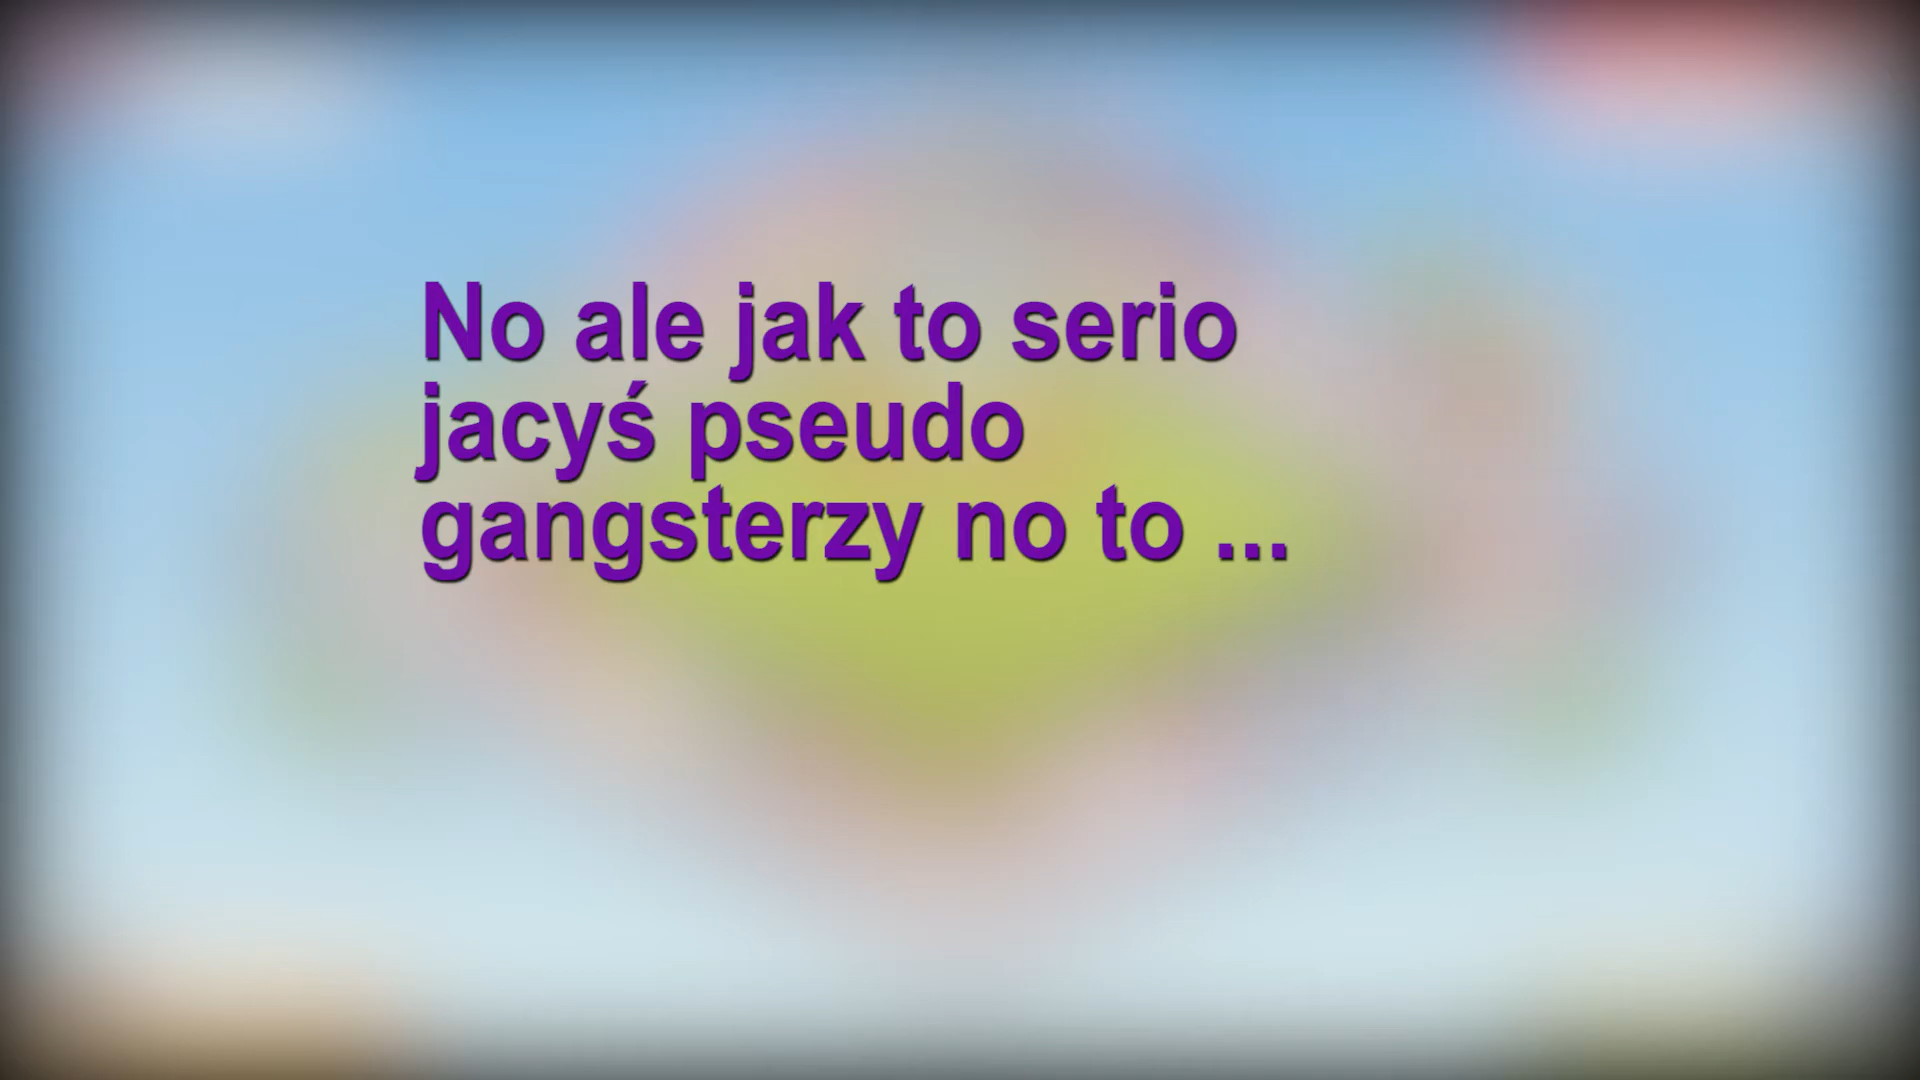 No ale jak to serio
jacyś pseudo
gangsterzy no to ...